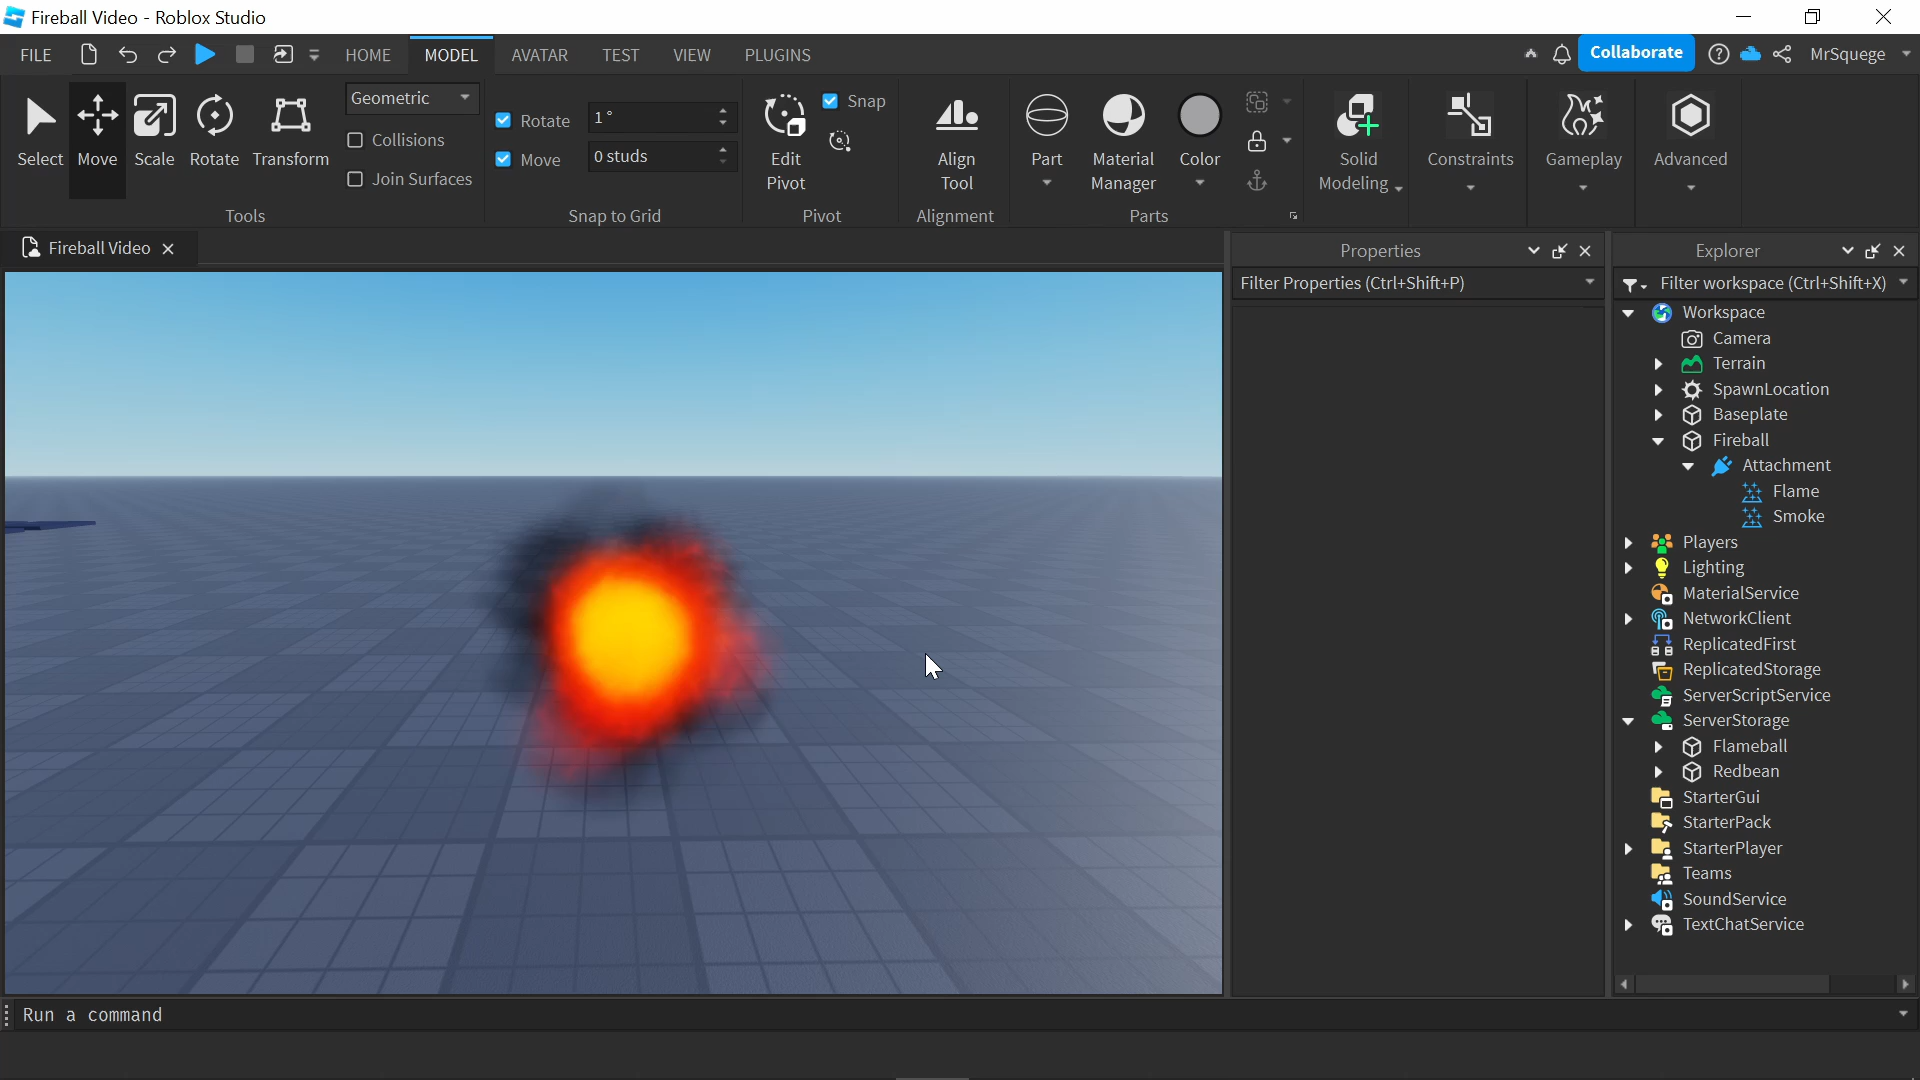 Fireball Video - Roblox Studio
FILE HOME MODEL AVATAR TEST VIEW PLUGINS Collaborate MrSquege
Select Move Scale Rotate Transform
Geometric
Collisions
Join Surfaces
Tools
Rotate 1 °
Move 0 studs
Snap to Grid
Edit Pivot
Snap
Pivot
Align Tool
Alignment
Part
Material Manager
Color
Parts
Solid Modeling
Constraints
Gameplay
Advanced
Fireball Video
Properties
Filter Properties (Ctrl+Shift+P)
Explorer
Filter workspace (Ctrl+Shift+X)
Workspace
Camera
Terrain
SpawnLocation
Baseplate
Fireball
Attachment
Flame
Smoke
Players
Lighting
MaterialService
NetworkClient
ReplicatedFirst
ReplicatedStorage
ServerScriptService
ServerStorage
Flameball
Redbean
StarterGui
StarterPack
StarterPlayer
Teams
SoundService
TextChatService
Run a command